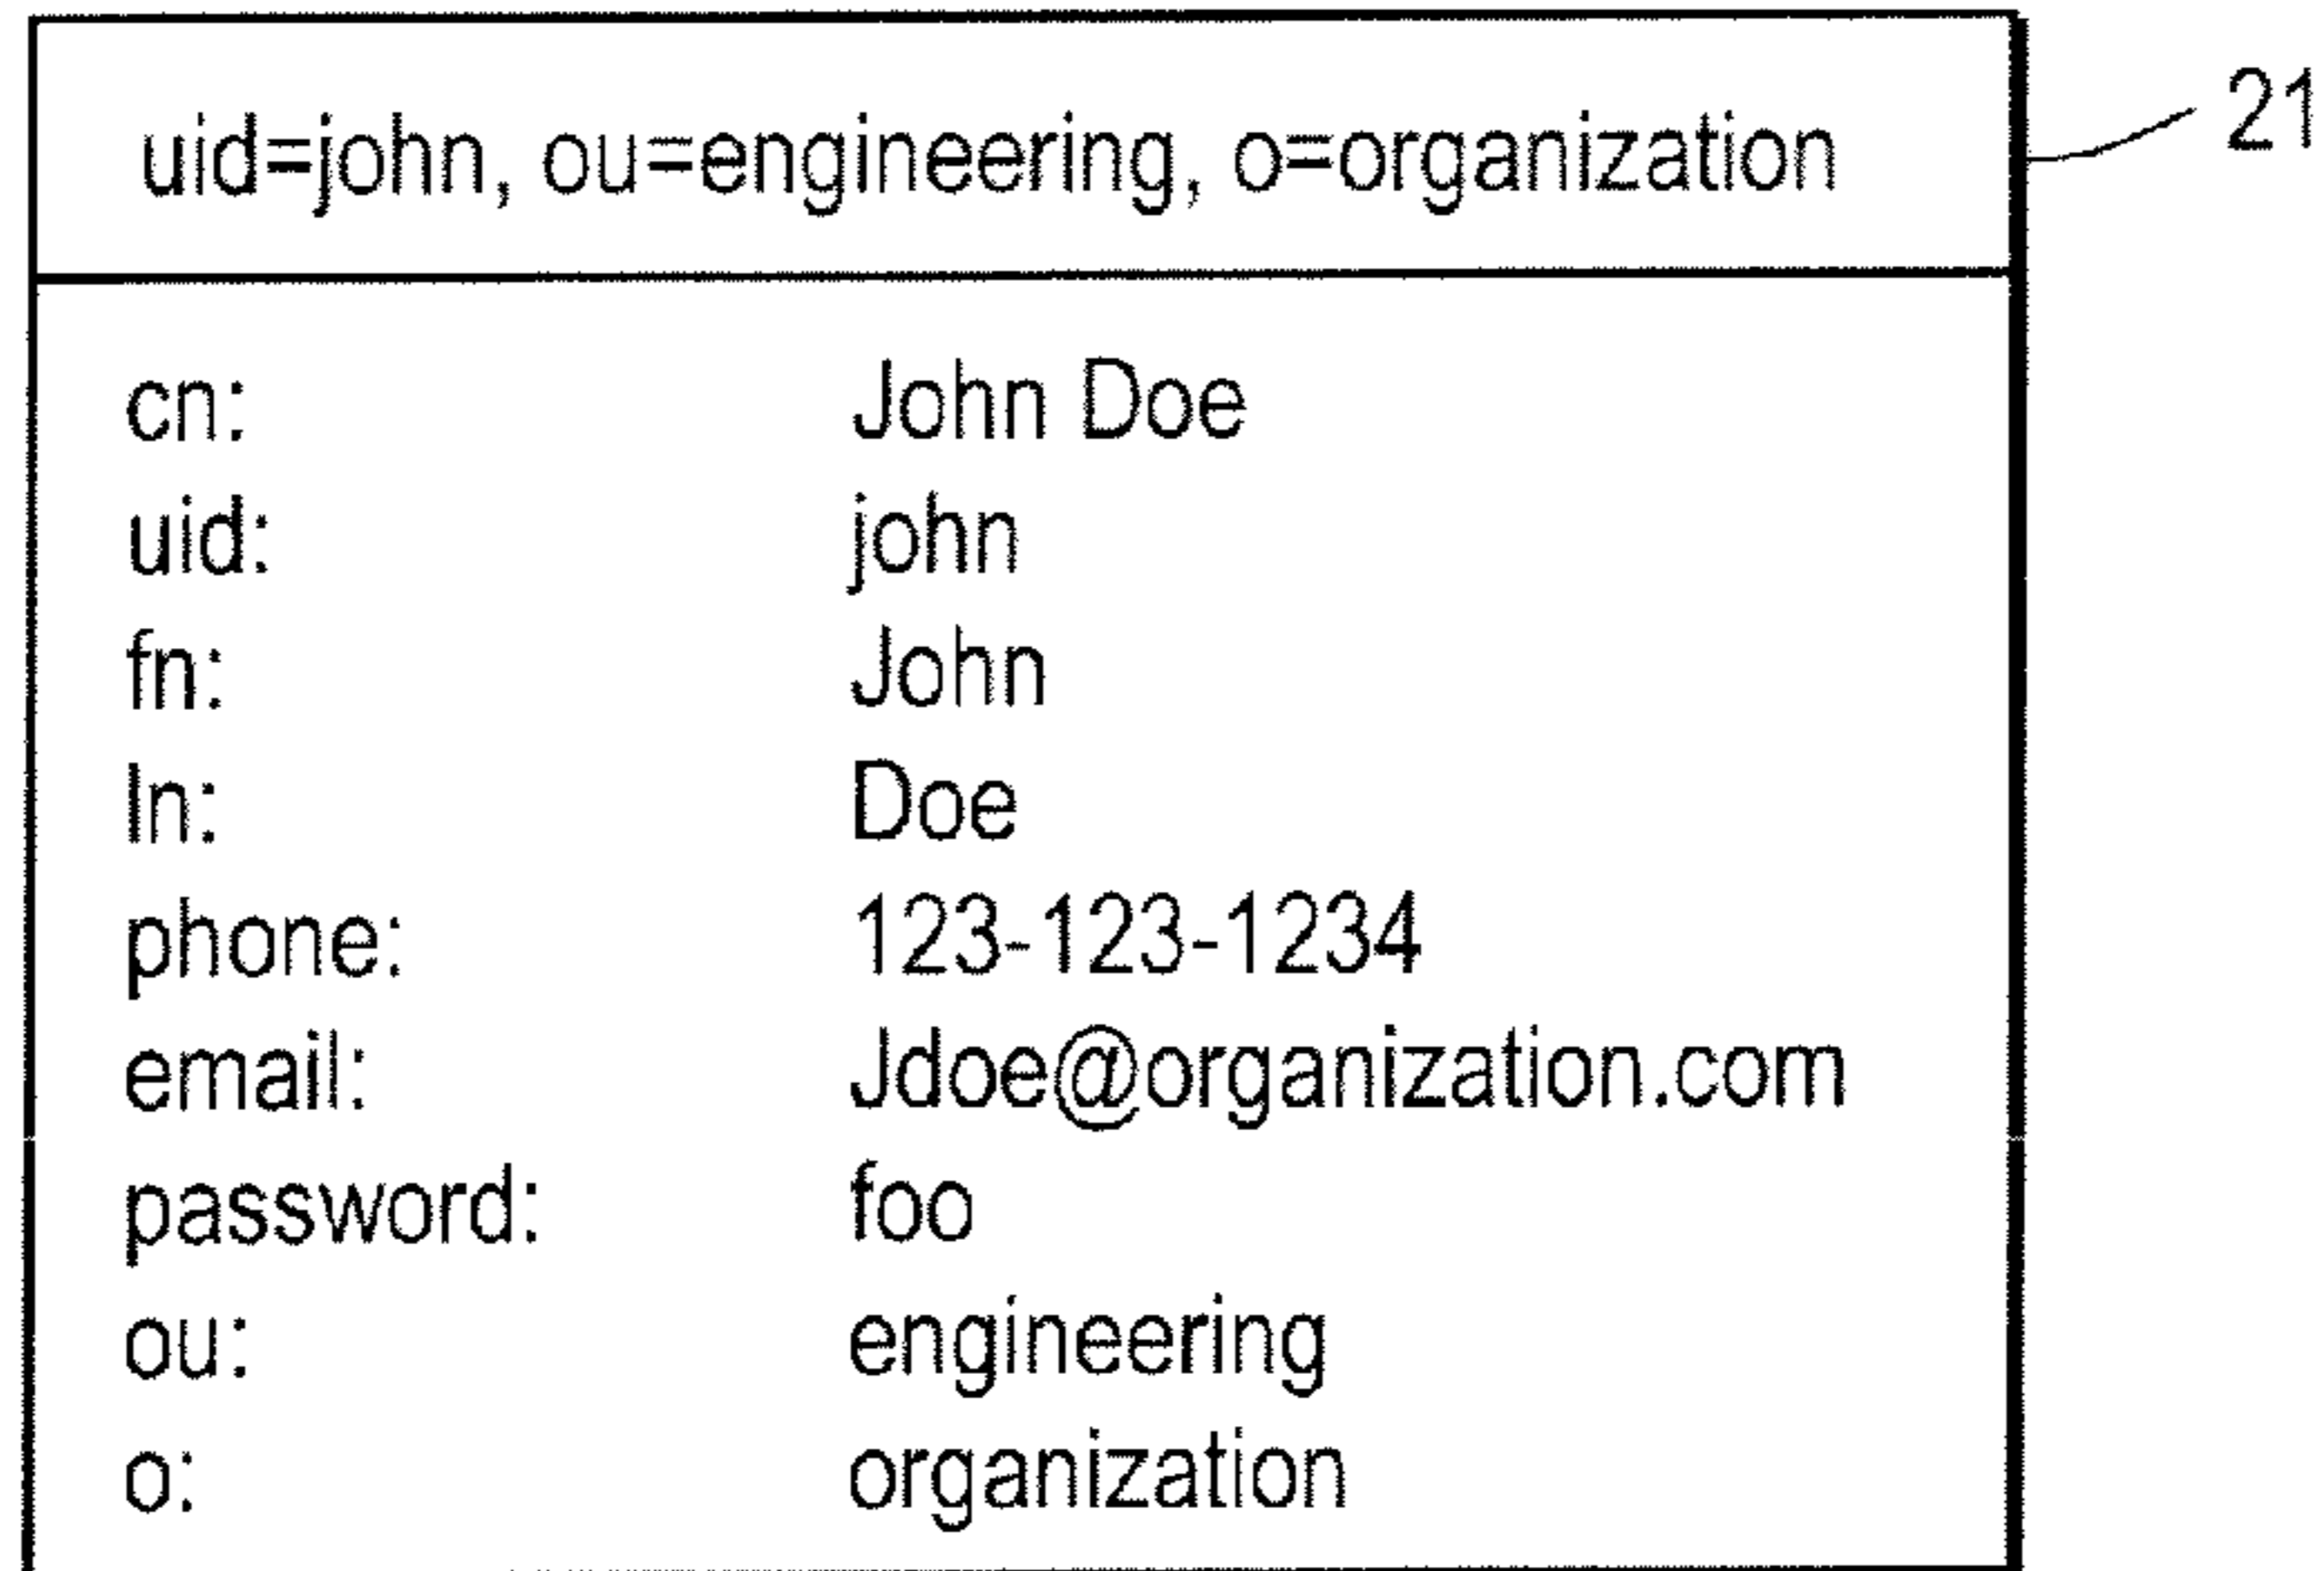 uid=john, ou=engineering, o=organization 21
cn: John Doe
uid: john
fn: John
ln: Doe
phone: 123-123-1234
email: Jdoe@organization.com
password: foo
ou: engineering
o: organization